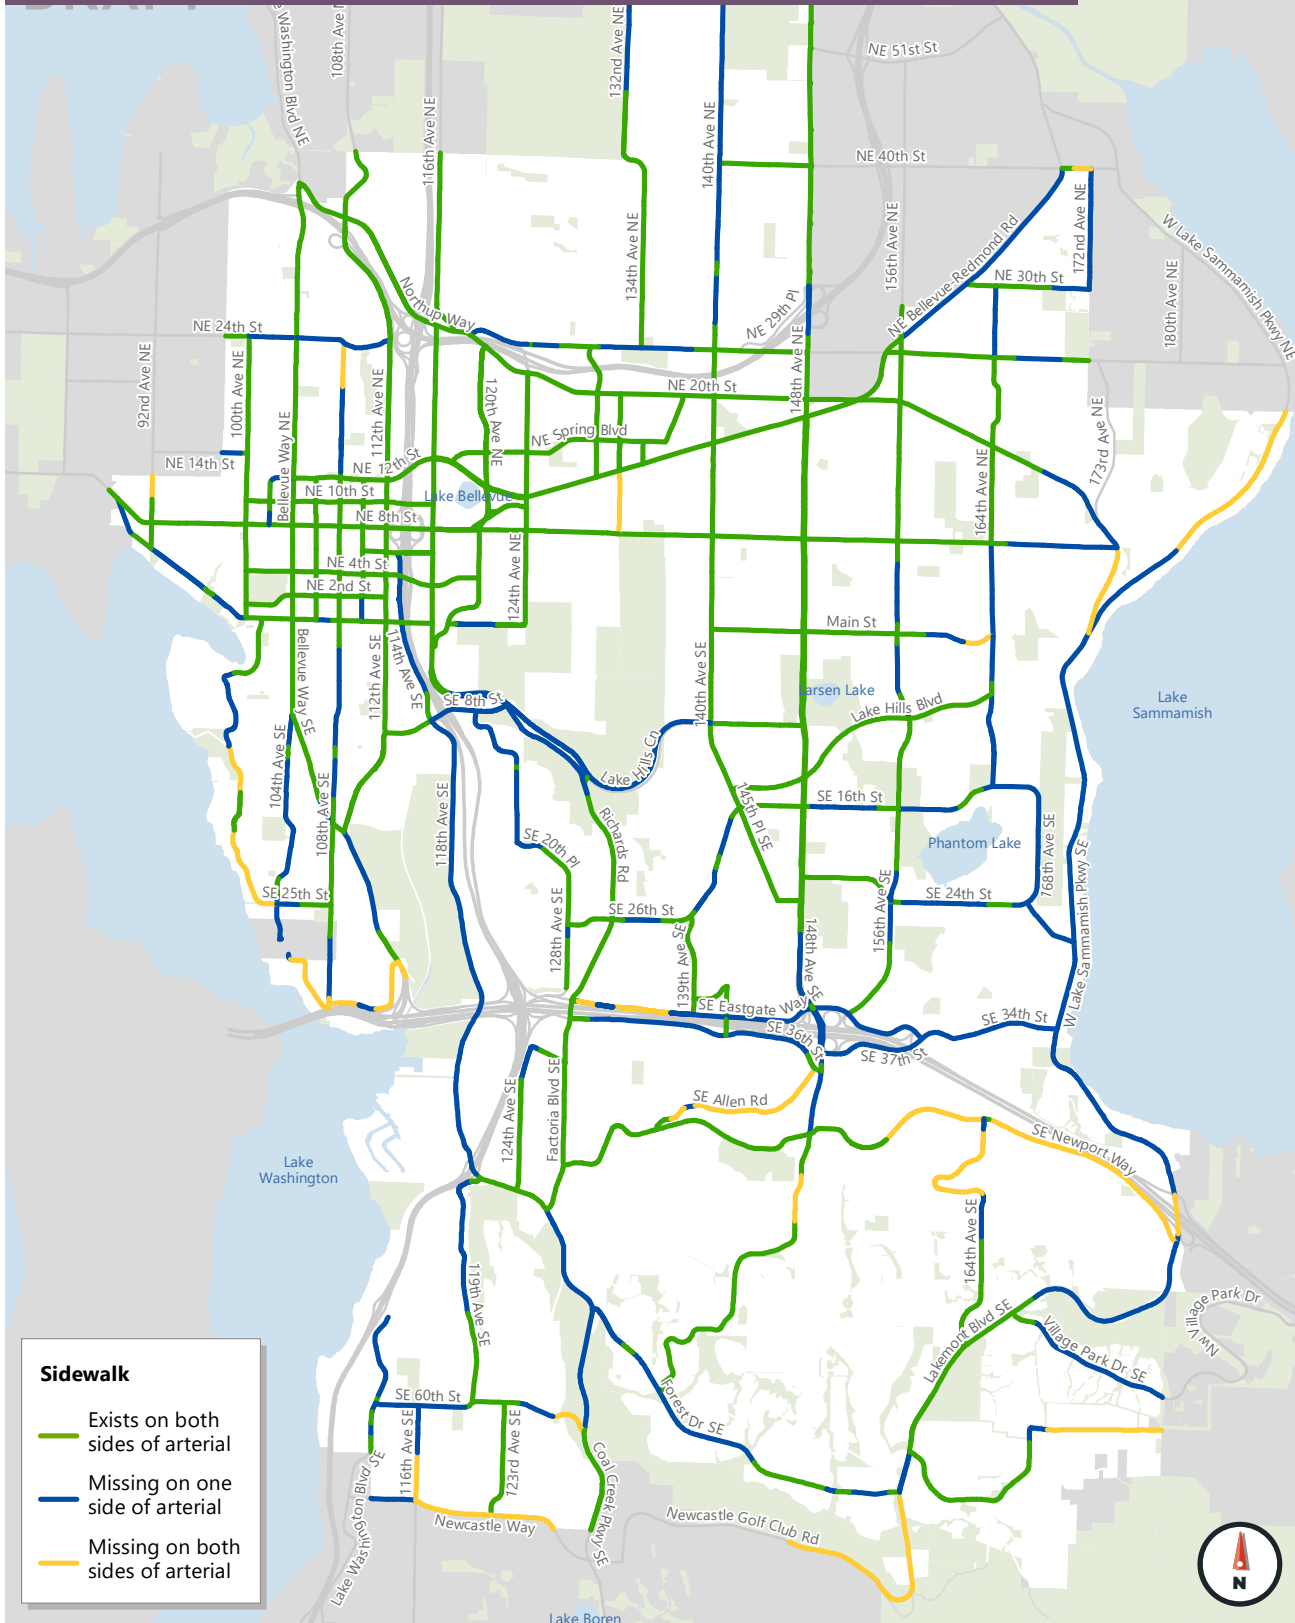 DRAFT
Washington Blvd NE
108th Ave N
116th Ave NE
132nd Ave NE
140th Ave NE
NE 51st St
NE 40th St
134th Ave NE
156th Ave NE
172nd Ave NE
W Lake Sammamish Pkwy NE
NE Bellevue-Redmond Rd
NE 30th St
180th Ave NE
Northup Way
NE 29th Pl
NE 24th St
148th Ave NE
92nd Ave NE
100th Ave NE
112th Ave NE
120th Ave NE
NE 20th St
173rd Ave NE
Bellevue Way NE
NE Spring Blvd
NE 14th St
NE 12th St
164th Ave NE
NE 10th St
Lake Bellevue
NE 8th St
NE 4th St
124th Ave NE
NE 2nd St
Main St
Bellevue Way SE
114th Ave SE
112th Ave SE
140th Ave SE
SE 8th St
Larsen Lake
Lake Hills Blvd
Lake
Sammamish
104th Ave SE
108th Ave SE
118th Ave SE
Lake Hills Cn
145th Pl SE
SE 16th St
Richards Rd
SE 20th Pl
Phantom Lake
768th Ave SE
W Lake Sammamish Pkwy SE
SE 25th St
SE 24th St
128th Ave SE
SE 26th St
139th Ave SE
148th Ave SE
156th Ave SE
SE Eastgate Way
SE 36th St
SE 34th St
SE 37th St
124th Ave SE
Factoria Blvd SE
SE Allen Rd
SE Newport Way
Lake
Washington
164th Ave SE
119th Ave SE
Lakemont Blvd SE
Village Park Dr SE
NW Village Park Dr
SE 60th St
116th Ave SE
123rd Ave SE
Forest Dr SE
Coal Creek Pkwy SE
Lake Washington Blvd SE
Newcastle Way
Newcastle Golf Club Rd
Lake Boren
Sidewalk
Exists on both
sides of arterial
Missing on one
side of arterial
Missing on both
sides of arterial
N